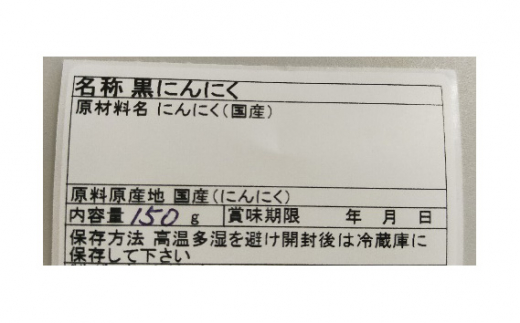 名称 黒にんにく
原材料名 にんにく(国産)
原料原産地 国産(にんにく)
内容量 150 g 賞味期限 年 月 日
保存方法 高温多湿を避け開封後は冷蔵庫に
保存して下さい